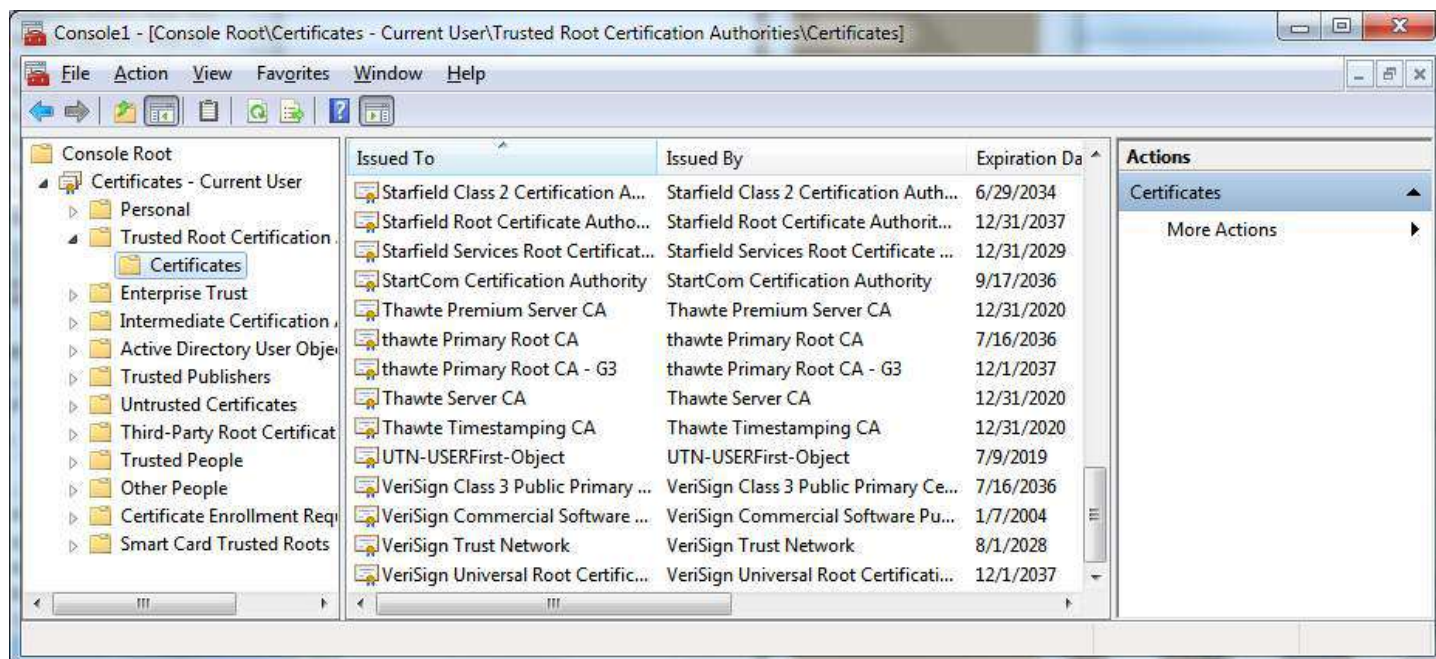 Console1 - [Console Root\Certificates - Current User\Trusted Root Certification Authorities\Certificates]
File Action View Favorites Window Help
Console Root
Certificates - Current User
Personal
Trusted Root Certification
Certificates
Enterprise Trust
Intermediate Certification
Active Directory User Obje
Trusted Publishers
Untrusted Certificates
Third-Party Root Certificat
Trusted People
Other People
Certificate Enrollment Requ
Smart Card Trusted Roots
Issued To Issued By Expiration Da
Starfield Class 2 Certification A... Starfield Class 2 Certification Auth... 6/29/2034
Starfield Root Certificate Autho... Starfield Root Certificate Authorit... 12/31/2037
Starfield Services Root Certificat... Starfield Services Root Certificate ... 12/31/2029
StartCom Certification Authority StartCom Certification Authority 9/17/2036
Thawte Premium Server CA Thawte Premium Server CA 12/31/2020
thawte Primary Root CA thawte Primary Root CA 7/16/2036
thawte Primary Root CA - G3 thawte Primary Root CA - G3 12/1/2037
Thawte Server CA Thawte Server CA 12/31/2020
Thawte Timestamping CA Thawte Timestamping CA 12/31/2020
UTN-USERFirst-Object UTN-USERFirst-Object 7/9/2019
VeriSign Class 3 Public Primary ... VeriSign Class 3 Public Primary Ce... 7/16/2036
VeriSign Commercial Software ... VeriSign Commercial Software Pu... 1/7/2004
VeriSign Trust Network VeriSign Trust Network 8/1/2028
VeriSign Universal Root Certific... VeriSign Universal Root Certificati... 12/1/2037
Actions
Certificates
More Actions